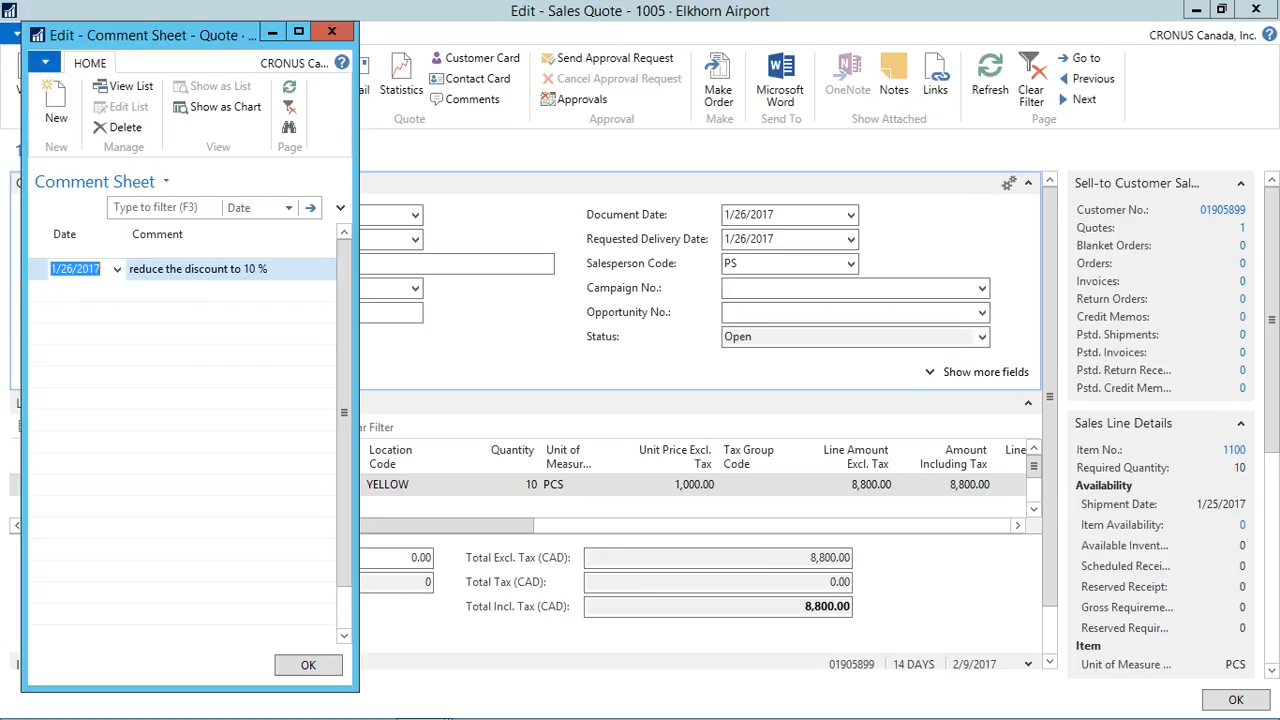 Edit - Sales Quote - 1005 · Elkhorn Airport
CRONUS Canada, Inc.
Edit - Comment Sheet - Quote · ...
HOME
CRONUS Ca...
New
View List
Edit List
Delete
Show as List
Show as Chart
New
Manage
View
Page
Statistics
Customer Card
Contact Card
Comments
Quote
Send Approval Request
Cancel Approval Request
Approvals
Approval
Make
Order
Make
Microsoft
Word
Send To
OneNote
Notes
Links
Show Attached
Refresh
Clear
Filter
Go to
Previous
Next
Page
Comment Sheet
Type to filter (F3)
Date
Date
Comment
1/26/2017
reduce the discount to 10 %
OK
Document Date:
1/26/2017
Requested Delivery Date:
1/26/2017
Salesperson Code:
PS
Campaign No.:
Opportunity No.:
Status:
Open
Show more fields
ar Filter
Location
Code
Quantity
Unit of
Measur...
Unit Price Excl.
Tax
Tax Group
Code
Line Amount
Excl. Tax
Amount
Including Tax
Line
YELLOW
10
PCS
1,000.00
8,800.00
8,800.00
0.00
Total Excl. Tax (CAD):
8,800.00
0
Total Tax (CAD):
0.00
Total Incl. Tax (CAD):
8,800.00
01905899
14 DAYS
2/9/2017
Sell-to Customer Sal...
Customer No.:
01905899
Quotes:
1
Blanket Orders:
0
Orders:
0
Invoices:
0
Return Orders:
0
Credit Memos:
0
Pstd. Shipments:
0
Pstd. Invoices:
0
Pstd. Return Rece...
0
Pstd. Credit Mem...
0
Sales Line Details
Item No.:
1100
Required Quantity:
10
Availability
Shipment Date:
1/25/2017
Item Availability:
0
Available Invent...
0
Scheduled Recei...
0
Reserved Receipt:
0
Gross Requireme...
0
Reserved Requir...
0
Item
Unit of Measure ...
PCS
OK